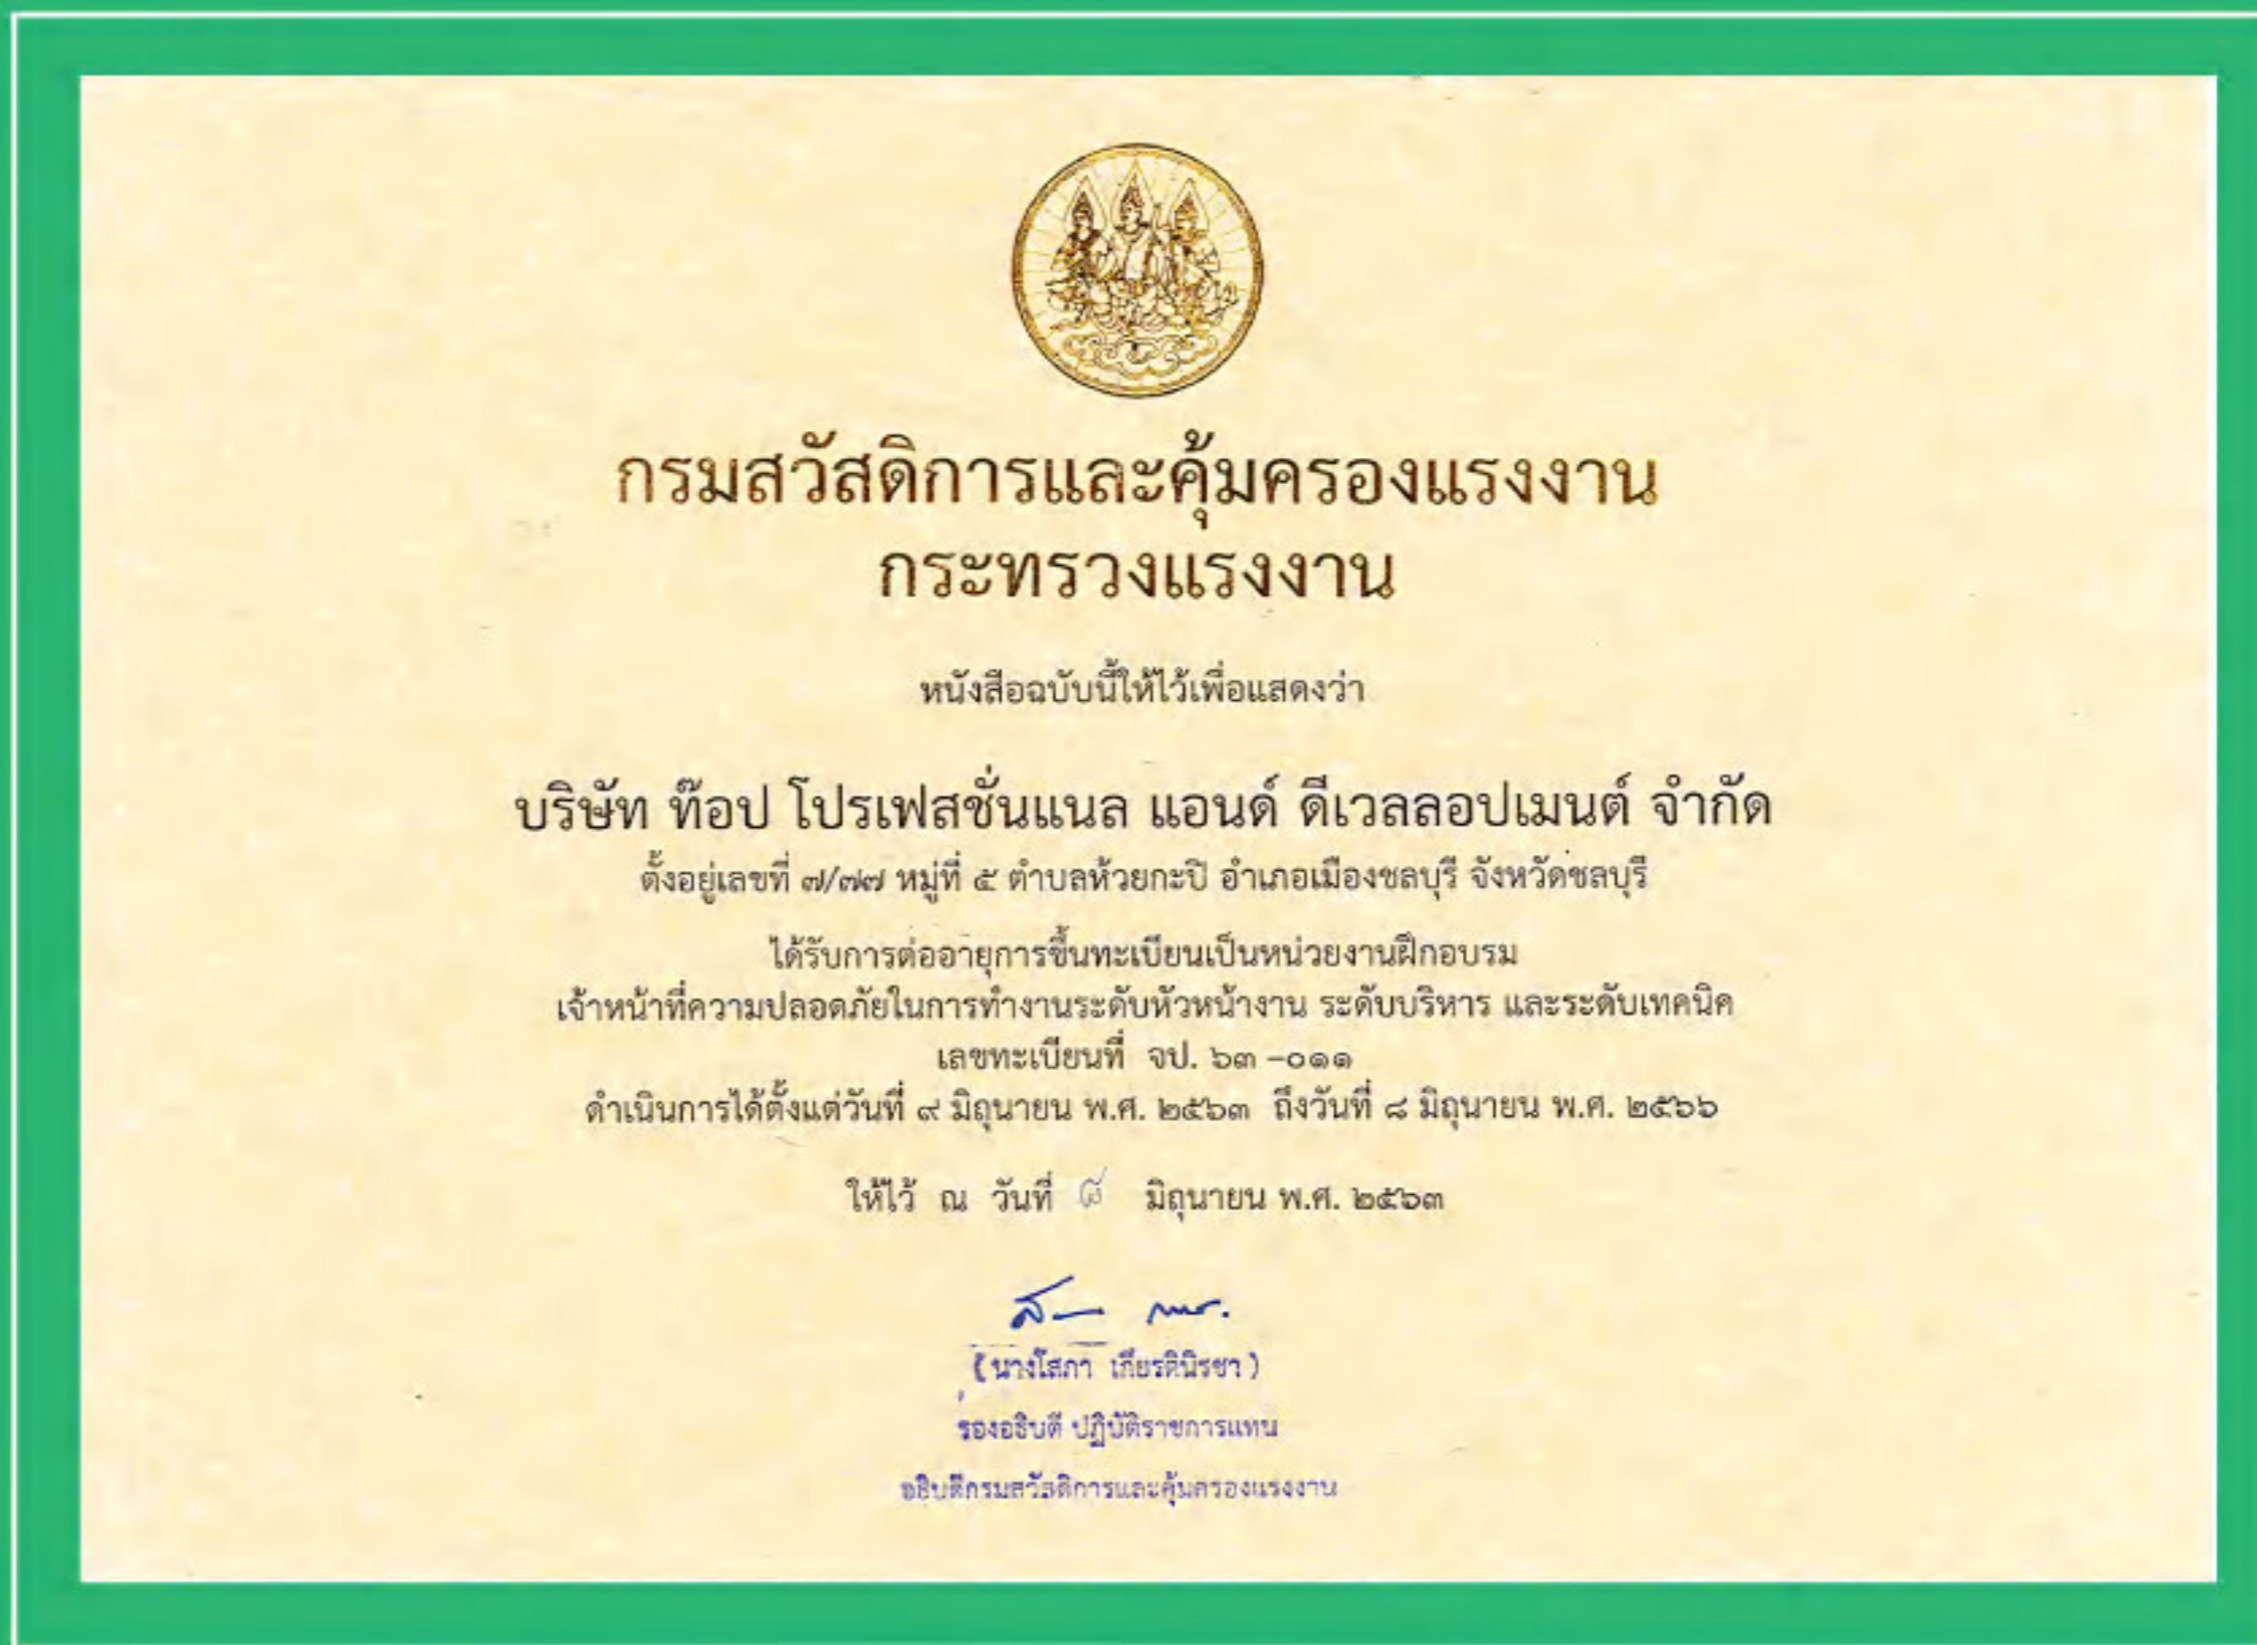 กรมสวัสดิการและคุ้มครองแรงงาน
กระทรวงแรงงาน
หนังสือฉบับนี้ให้ไว้เพื่อแสดงว่า
บริษัท ท๊อป โปรเฟสชั่นแนล แอนด์ ดีเวลลอปเมนต์ จำกัด
ตั้งอยู่เลขที่ ๗/๗๗ หมู่ที่ ๕ ตำบลห้วยกะปิ อำเภอเมืองชลบุรี จังหวัดชลบุรี
ได้รับการต่ออายุการขึ้นทะเบียนเป็นหน่วยงานฝึกอบรม
เจ้าหน้าที่ความปลอดภัยในการทำงานระดับหัวหน้างาน ระดับบริหาร และระดับเทคนิค
เลขทะเบียนที่ จป. ๖๓ -๐๑๑
ดำเนินการได้ตั้งแต่วันที่ ๙ มิถุนายน พ.ศ. ๒๕๖๓ ถึงวันที่ ๘ มิถุนายน พ.ศ. ๒๕๖๖
ให้ไว้ ณ วันที่ ๘ มิถุนายน พ.ศ. ๒๕๖๓
(นางโสภา เกียรตินิรชา)
รองอธิบดี ปฏิบัติราชการแทน
อธิบดีกรมสวัสดิการและคุ้มครองแรงงาน